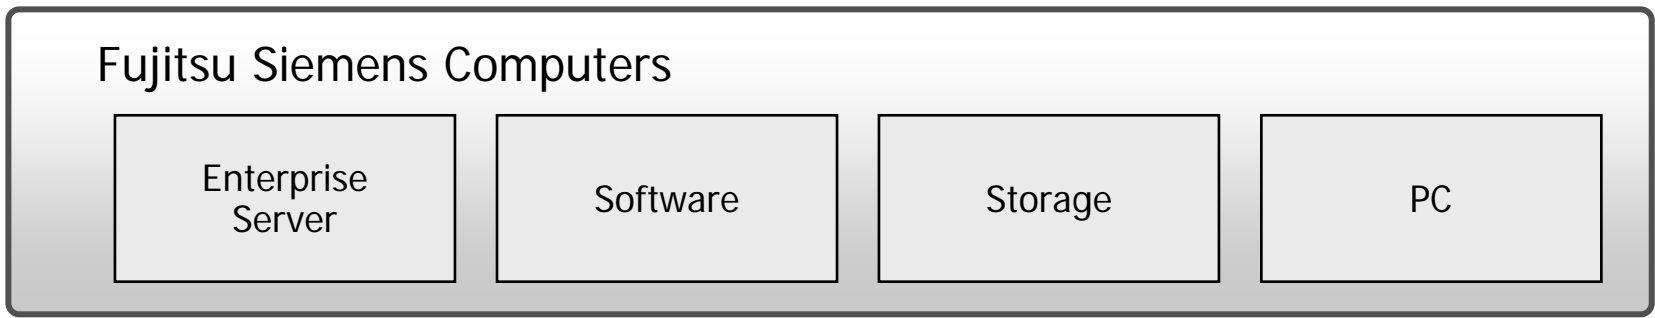 Fujitsu Siemens Computers
Enterprise
Server
Software
Storage
PC